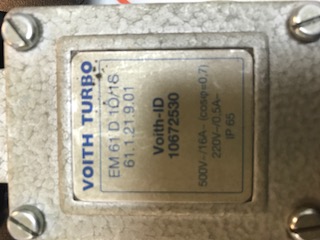 VOITH TURBO
EM 61 D 10/1S
61.1.21.9.01
Voith-ID
10672530
500V~/16A~ (cosφ=0,7)
220V~/0,5A~
IP 65